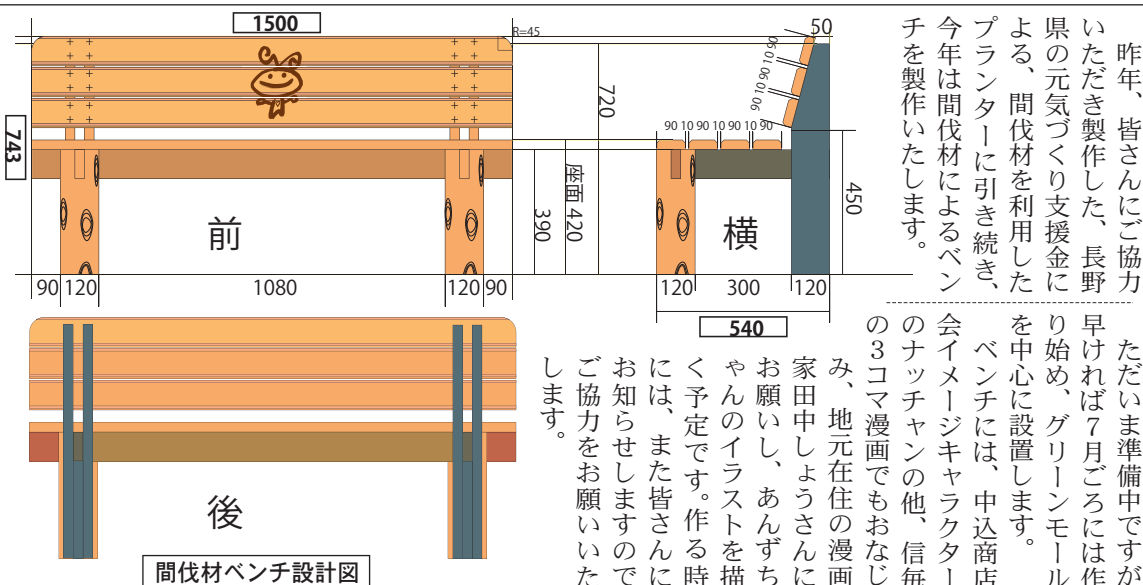 昨年、皆さんにご協力
いただき製作した、長野
県の元気づくり支援金に
よる、間伐材を利用した
プランターに引き続き、
今年は間伐材によるベン
チを製作いたします。
ただいま準備中ですが
早ければ7月ごろには作
り始め、グリーンモール
を中心に設置します。
ベンチには、中込商店
会イメージキャラクター
のナッチャンの他、信毎
の3コマ漫画でもおなじ
み、地元在住の漫画
家田中しょうさんに
お願いし、あんずち
ゃんのイラストを描
く予定です。作る時
には、また皆さんに
お知らせしますので
ご協力をお願いいた
します。
1500
R=45
743
720
座面 420
390
前
90 120 1080 120 90
50
90 10 90 10 90
90 10 90 10 90 10 90
450
横
120 300 120
540
後
間伐材ベンチ設計図